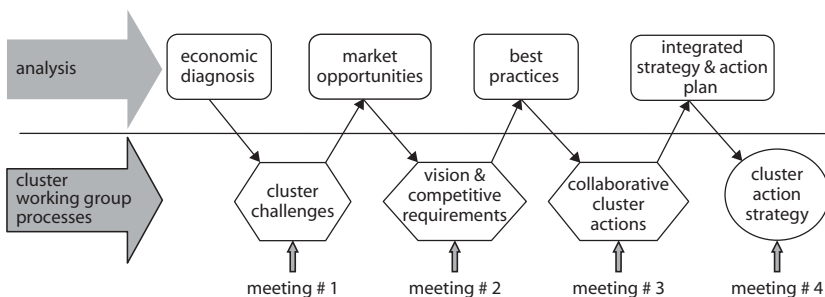 analysis
economic
diagnosis
market
opportunities
best
practices
integrated
strategy & action
plan
cluster
working group
processes
cluster
challenges
vision &
competitive
requirements
collaborative
cluster
actions
cluster
action
strategy
meeting # 1
meeting # 2
meeting # 3
meeting # 4